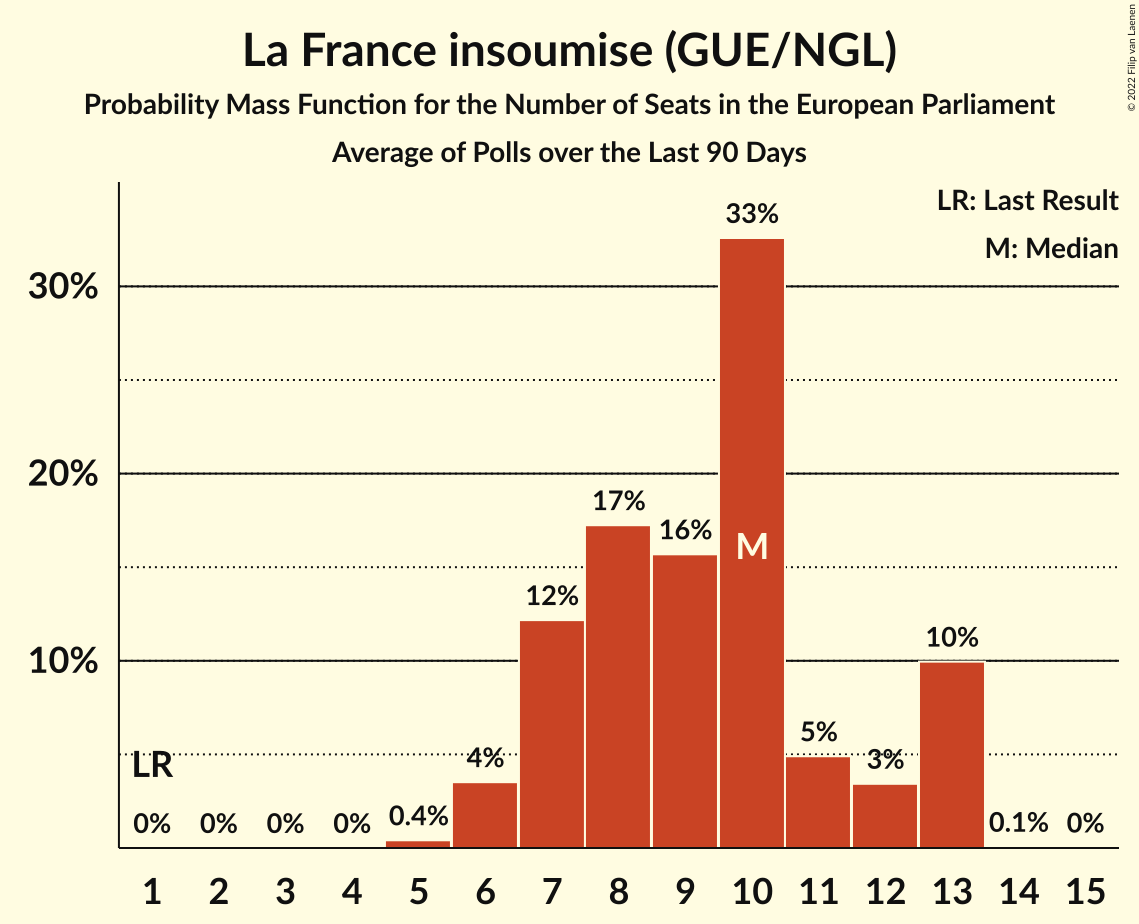 La France insoumise (GUE/NGL)
Probability Mass Function for the Number of Seats in the European Parliament
Average of Polls over the Last 90 Days
© 2022 Filip van Laenen
LR: Last Result
M: Median
33%
30%
20%
17%
16%
M
12%
10%
10%
5%
LR
4%
3%
0%
0%
0%
0%
0.4%
0.1%
0%
1 2 3 4 5 6 7 8 9 10 11 12 13 14 15